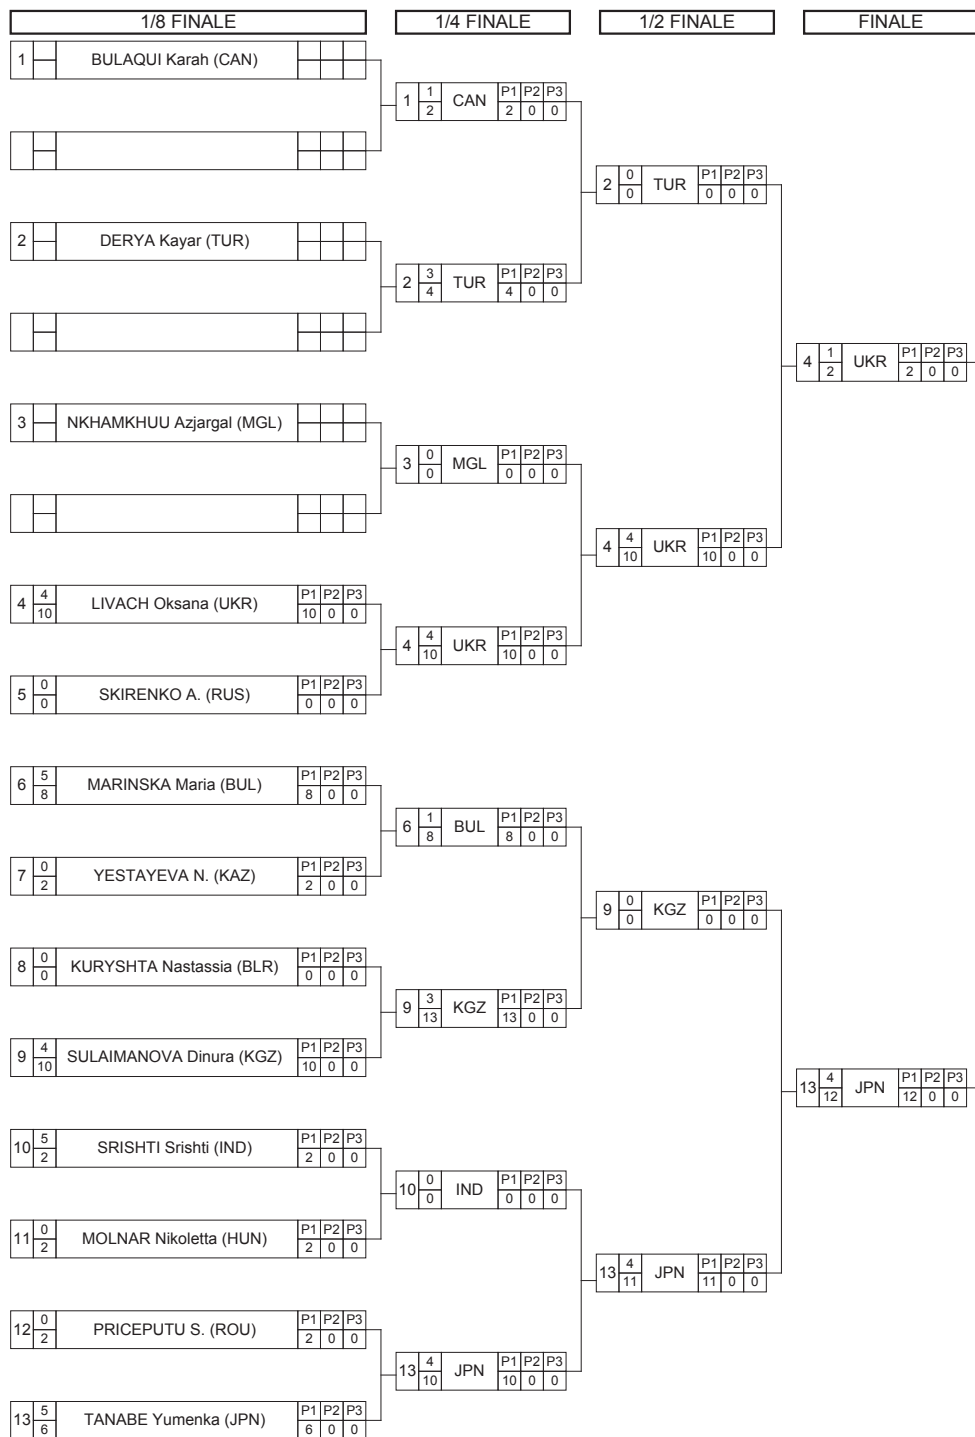 1/8 FINALE 1/4 FINALE 1/2 FINALE FINALE
1 BULAQUI Karah (CAN)
1 1 2 CAN P1 P2 P3
2 0 0
2 0 0 TUR P1 P2 P3
0 0 0
2 DERYA Kayar (TUR)
2 3 4 TUR P1 P2 P3
4 0 0
4 1 2 UKR P1 P2 P3
2 0 0
3 NKHAMKHUU Azjargal (MGL)
3 0 0 MGL P1 P2 P3
0 0 0
4 4 10 UKR P1 P2 P3
10 0 0
4 4 10 LIVACH Oksana (UKR) P1 P2 P3
10 0 0
4 4 10 UKR P1 P2 P3
10 0 0
5 0 0 SKIRENKO A. (RUS) P1 P2 P3
0 0 0
6 5 8 MARINSKA Maria (BUL) P1 P2 P3
8 0 0
6 1 8 BUL P1 P2 P3
8 0 0
7 0 2 YESTAYEVA N. (KAZ) P1 P2 P3
2 0 0
9 0 0 KGZ P1 P2 P3
0 0 0
8 0 0 KURYSHTA Nastassia (BLR) P1 P2 P3
0 0 0
9 3 13 KGZ P1 P2 P3
13 0 0
9 4 10 SULAIMANOVA Dinura (KGZ) P1 P2 P3
10 0 0
13 4 12 JPN P1 P2 P3
12 0 0
10 5 2 SRISHTI Srishti (IND) P1 P2 P3
2 0 0
10 0 0 IND P1 P2 P3
0 0 0
11 0 2 MOLNAR Nikoletta (HUN) P1 P2 P3
2 0 0
13 4 11 JPN P1 P2 P3
11 0 0
12 0 2 PRICEPUTU S. (ROU) P1 P2 P3
2 0 0
13 4 10 JPN P1 P2 P3
10 0 0
13 5 6 TANABE Yumenka (JPN) P1 P2 P3
6 0 0